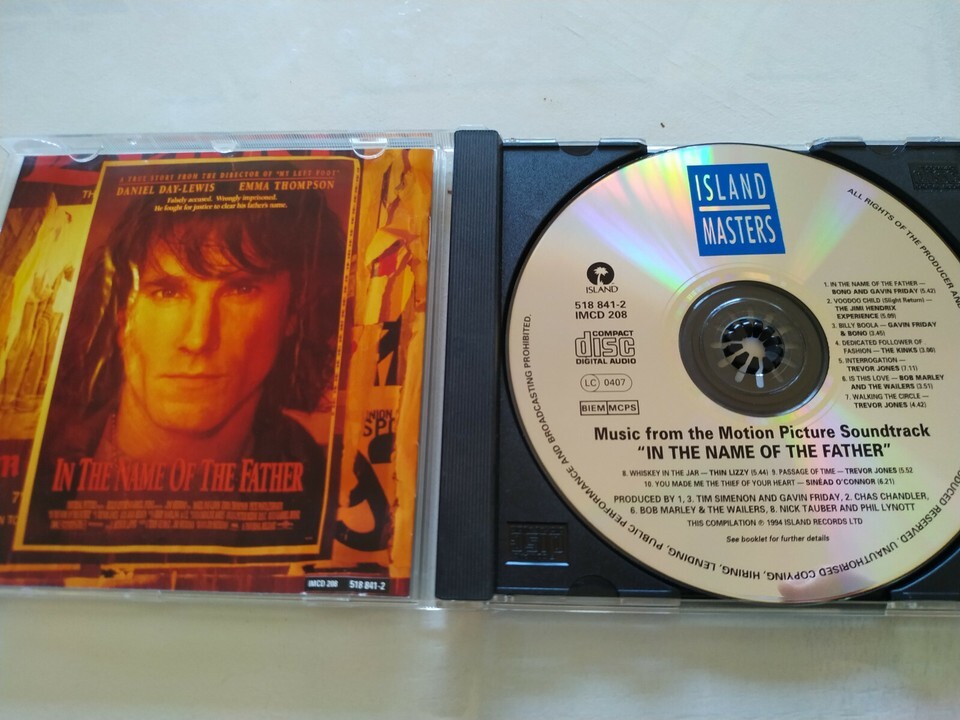 A TRUE STORY FROM THE DIRECTOR OF "MY LEFT FOOT"
DANIEL DAY-LEWIS EMMA THOMPSON
Falsely accused. Wrongly imprisoned.
He fought for justice to clear his father's name.
IN THE NAME OF THE FATHER
IMCD 208 518 841-2
ISLAND
MASTERS
ISLAND
518 841-2
IMCD 208
COMPACT
disc
DIGITAL AUDIO
LC 0407
BIEM MCPS
1. IN THE NAME OF THE FATHER —
BONO AND GAVIN FRIDAY (5.42)
2. VOODOO CHILD (Slight Return) —
THE JIMI HENDRIX
EXPERIENCE (5.09)
3. BILLY BOOLA — GAVIN FRIDAY
& BONO (3.45)
4. DEDICATED FOLLOWER OF
FASHION — THE KINKS (3.00)
5. INTERROGATION —
TREVOR JONES (7.11)
6. IS THIS LOVE — BOB MARLEY
AND THE WAILERS (3.51)
7. WALKING THE CIRCLE —
TREVOR JONES (4.42)
Music from the Motion Picture Soundtrack
"IN THE NAME OF THE FATHER"
8. WHISKEY IN THE JAR — THIN LIZZY (5.44) 9. PASSAGE OF TIME — TREVOR JONES (5.52
10. YOU MADE ME THE THIEF OF YOUR HEART — SINÉAD O'CONNOR (6.21)
PRODUCED BY 1, 3. TIM SIMENON AND GAVIN FRIDAY, 2. CHAS CHANDLER,
6. BOB MARLEY & THE WAILERS, 8. NICK TAUBER AND PHIL LYNOTT
THIS COMPILATION ℗ 1994 ISLAND RECORDS LTD
See booklet for further details
ALL RIGHTS OF THE PRODUCER AND
ODUCED RESERVED. UNAUTHORISED COPYING, HIRING, LENDING, PUBLIC PERFORMANCE AND BROADCASTING PROHIBITED.